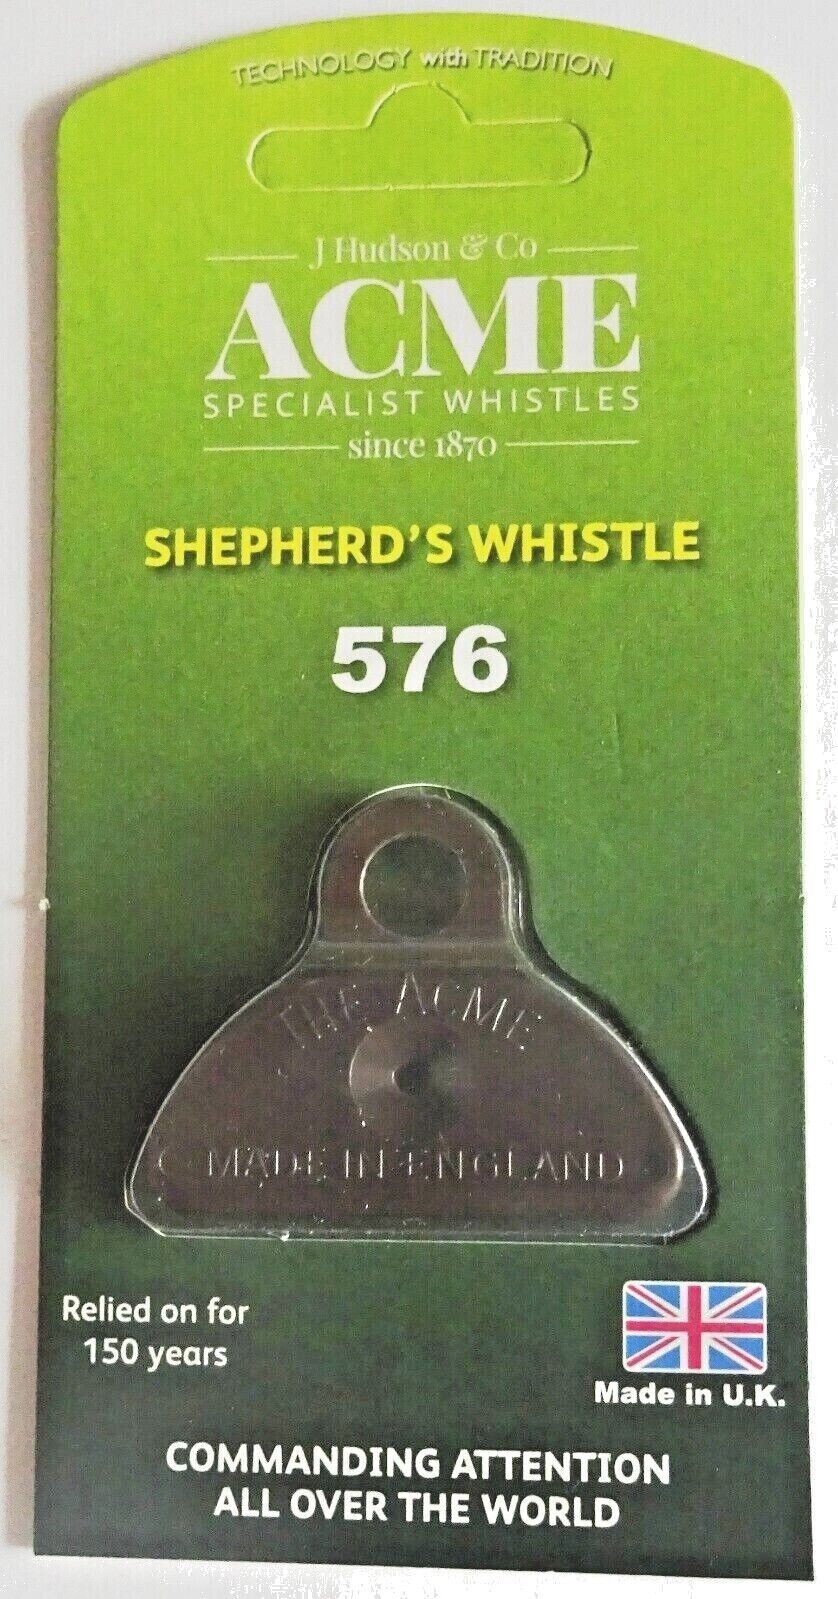 TECHNOLOGY with TRADITION
J Hudson & Co
ACME
SPECIALIST WHISTLES
since 1870
SHEPHERD'S WHISTLE
576
THE ACME
MADE IN ENGLAND
Relied on for
150 years
Made in U.K.
COMMANDING ATTENTION
ALL OVER THE WORLD